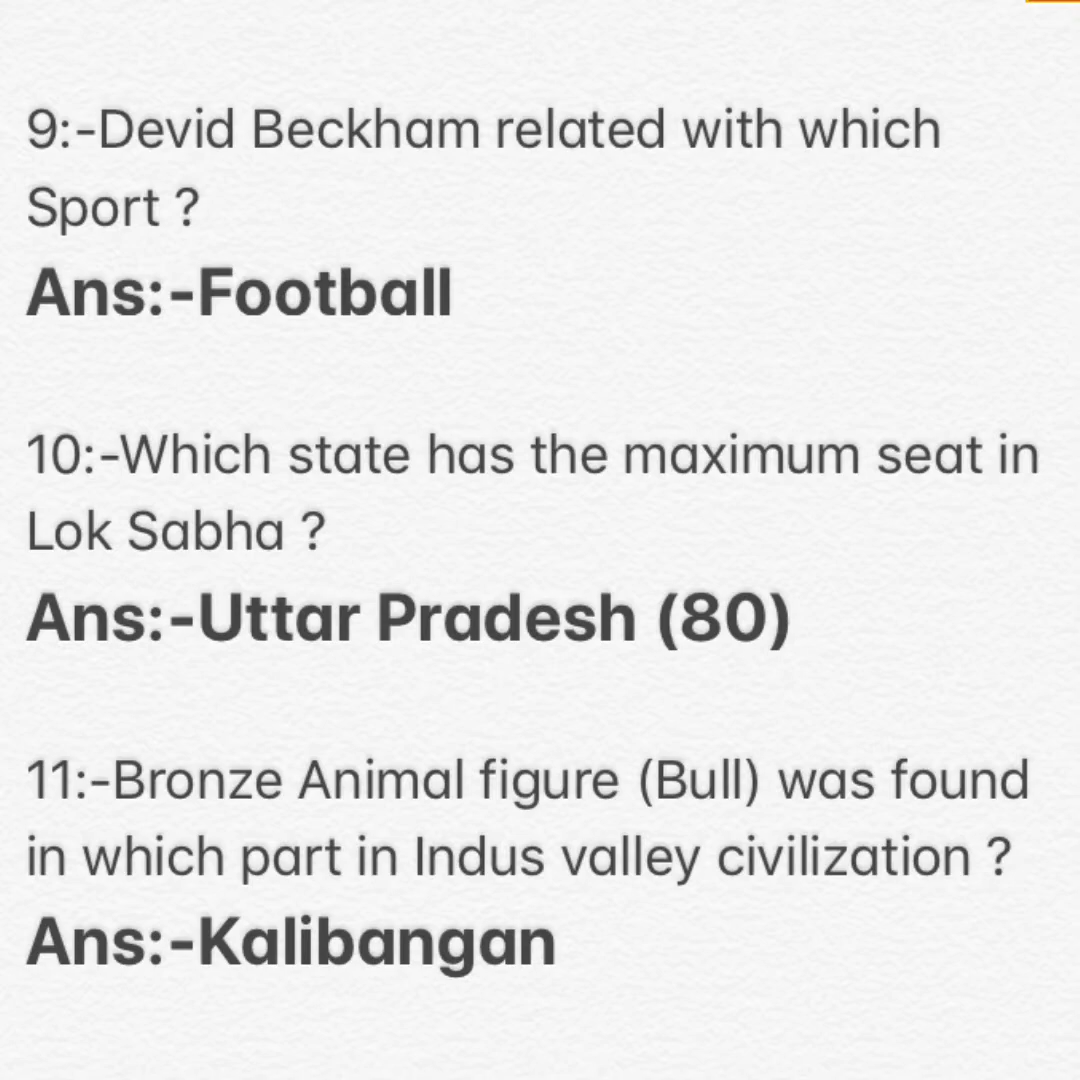 9:-Devid Beckham related with which
Sport ?
Ans:-Football
10:-Which state has the maximum seat in
Lok Sabha ?
Ans:-Uttar Pradesh (80)
11:-Bronze Animal figure (Bull) was found
in which part in Indus valley civilization ?
Ans:-Kalibangan